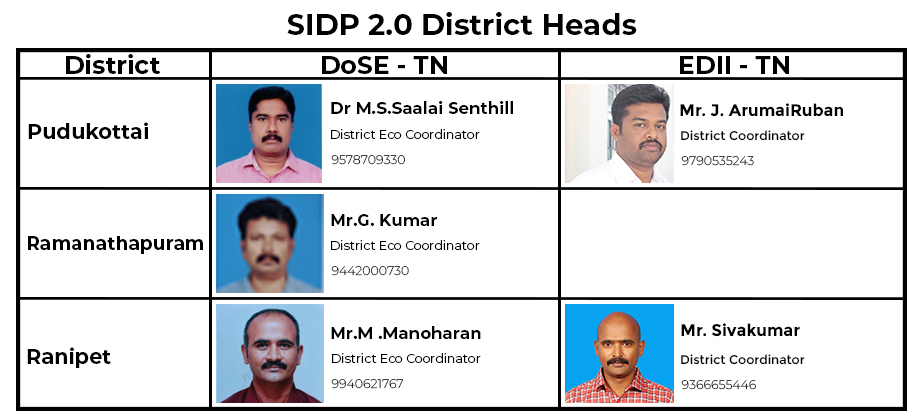 SIDP 2.0 District Heads
District
DoSE - TN
EDII - TN
Pudukottai
Dr M.S.Saalai Senthill
District Eco Coordinator
9578709330
Mr. J. ArumaiRuban
District Coordinator
9790535243
Ramanathapuram
Mr.G. Kumar
District Eco Coordinator
9442000730
Ranipet
Mr.M .Manoharan
District Eco Coordinator
9940621767
Mr. Sivakumar
District Coordinator
9366655446